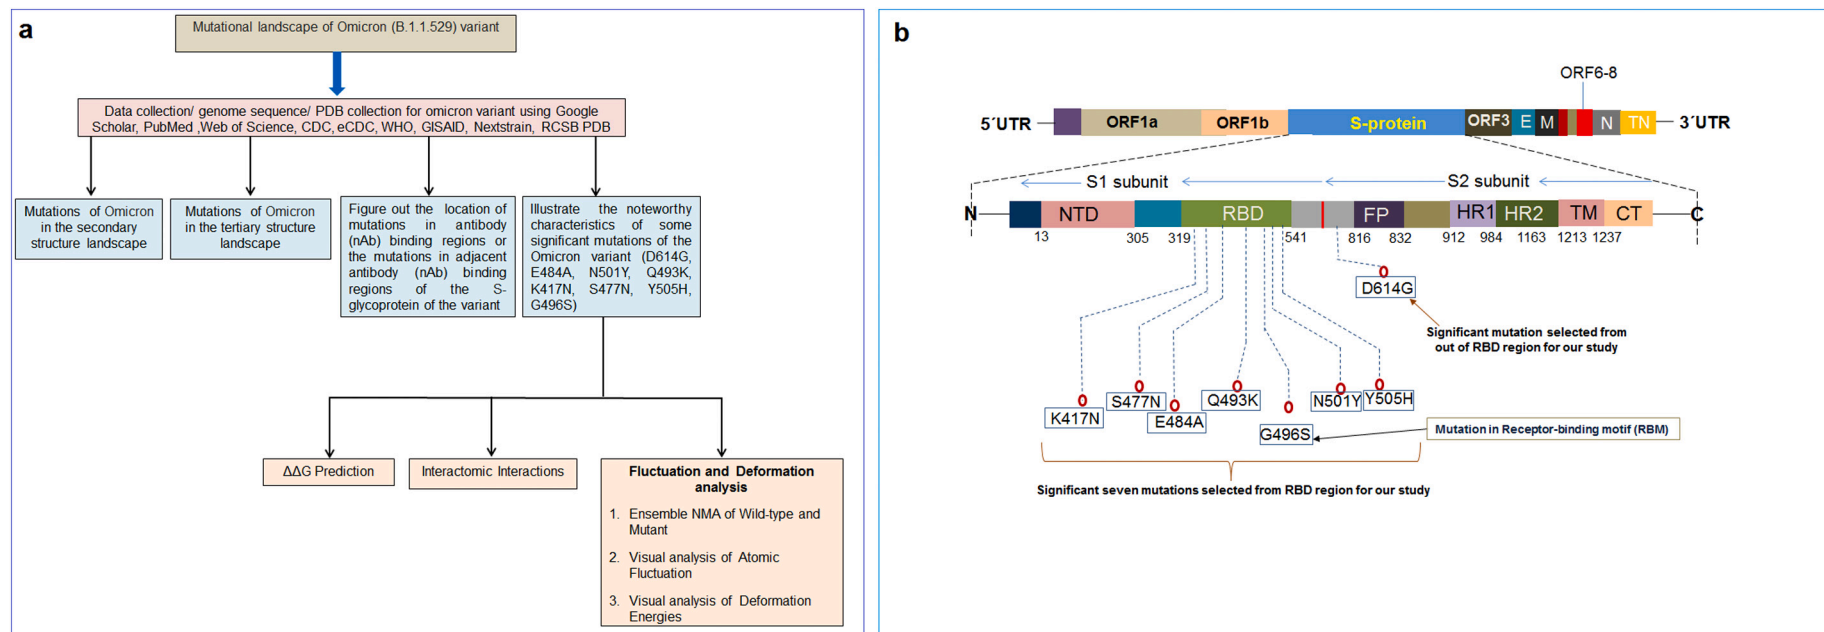 a
Mutational landscape of Omicron (B.1.1.529) variant
Data collection/ genome sequence/ PDB collection for omicron variant using Google
Scholar, PubMed ,Web of Science, CDC, eCDC, WHO, GISAID, Nextstrain, RCSB PDB
Mutations of Omicron
in the secondary
structure landscape
Mutations of Omicron
in the tertiary structure
landscape
Figure out the location of
mutations in antibody
(nAb) binding regions or
the mutations in adjacent
antibody (nAb) binding
regions of the S-
glycoprotein of the variant
Illustrate the noteworthy
characteristics of some
significant mutations of the
Omicron variant (D614G,
E484A, N501Y, Q493K,
K417N, S477N, Y505H,
G496S)
ΔΔG Prediction
Interactomic Interactions
Fluctuation and Deformation
analysis
1. Ensemble NMA of Wild-type and
Mutant
2. Visual analysis of Atomic
Fluctuation
3. Visual analysis of Deformation
Energies
b
ORF6-8
5´UTR ORF1a ORF1b S-protein ORF3 E M N TN 3´UTR
S1 subunit S2 subunit
N NTD RBD FP HR1 HR2 TM CT C
13 305 319 541 816 832 912 984 1163 1213 1237
D614G
Significant mutation selected from
out of RBD region for our study
K417N S477N E484A Q493K G496S N501Y Y505H
Mutation in Receptor-binding motif (RBM)
Significant seven mutations selected from RBD region for our study